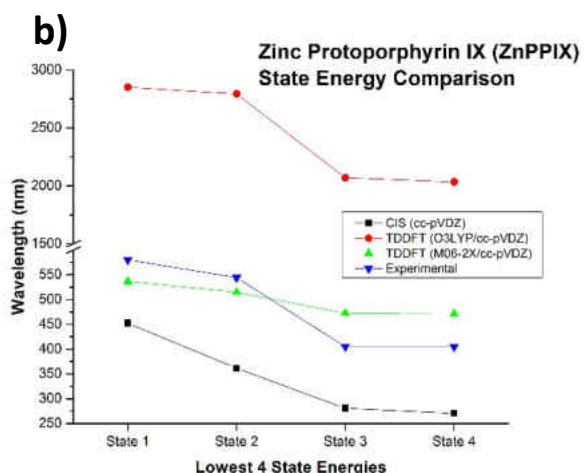 b)
Zinc Protoporphyrin IX (ZnPPIX)
State Energy Comparison
3000
2500
2000
1500
550
500
450
400
350
300
250
Wavelength (nm)
CIS (cc-pVDZ)
TDDFT (O3LYP/cc-pVDZ)
TDDFT (M06-2X/cc-pVDZ)
Experimental
State 1
State 2
State 3
State 4
Lowest 4 State Energies